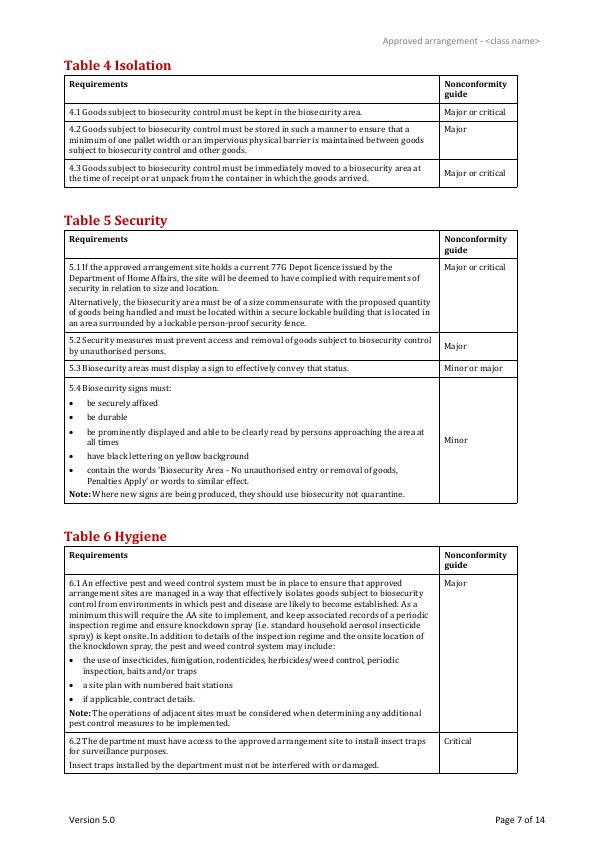 Approved arrangement - <class name>
Table 4 Isolation
Requirements
Nonconformity
guide
4.1 Goods subject to biosecurity control must be kept in the biosecurity area.
Major or critical
4.2 Goods subject to biosecurity control must be stored in such a manner to ensure that a
minimum of one pallet width or an impervious physical barrier is maintained between goods
subject to biosecurity control and other goods.
Major
4.3 Goods subject to biosecurity control must be immediately moved to a biosecurity area at
the time of receipt or at unpack from the container in which the goods arrived.
Major or critical
Table 5 Security
Requirements
Nonconformity
guide
5.1 If the approved arrangement site holds a current 77G Depot licence issued by the
Department of Home Affairs, the site will be deemed to have complied with requirements of
security in relation to size and location.
Alternatively, the biosecurity area must be of a size commensurate with the proposed quantity
of goods being handled and must be located within a secure lockable building that is located in
an area surrounded by a lockable person-proof security fence.
Major or critical
5.2 Security measures must prevent access and removal of goods subject to biosecurity control
by unauthorised persons.
Major
5.3 Biosecurity areas must display a sign to effectively convey that status.
Minor or major
5.4 Biosecurity signs must:
• be securely affixed
• be durable
• be prominently displayed and able to be clearly read by persons approaching the area at
all times
• have black lettering on yellow background
• contain the words 'Biosecurity Area - No unauthorised entry or removal of goods,
Penalties Apply' or words to similar effect.
Note: Where new signs are being produced, they should use biosecurity not quarantine.
Minor
Table 6 Hygiene
Requirements
Nonconformity
guide
6.1 An effective pest and weed control system must be in place to ensure that approved
arrangement sites are managed in a way that effectively isolates goods subject to biosecurity
control from environments in which pest and disease are likely to become established. As a
minimum this will require the AA site to implement, and keep associated records of a periodic
inspection regime and ensure knockdown spray (i.e. standard household aerosol insecticide
spray) is kept onsite. In addition to details of the inspection regime and the onsite location of
the knockdown spray, the pest and weed control system may include:
• the use of insecticides, fumigation, rodenticides, herbicides/weed control, periodic
inspection, baits and/or traps
• a site plan with numbered bait stations
• if applicable, contract details.
Note: The operations of adjacent sites must be considered when determining any additional
pest control measures to be implemented.
Major
6.2 The department must have access to the approved arrangement site to install insect traps
for surveillance purposes.
Insect traps installed by the department must not be interfered with or damaged.
Critical
Version 5.0
Page 7 of 14